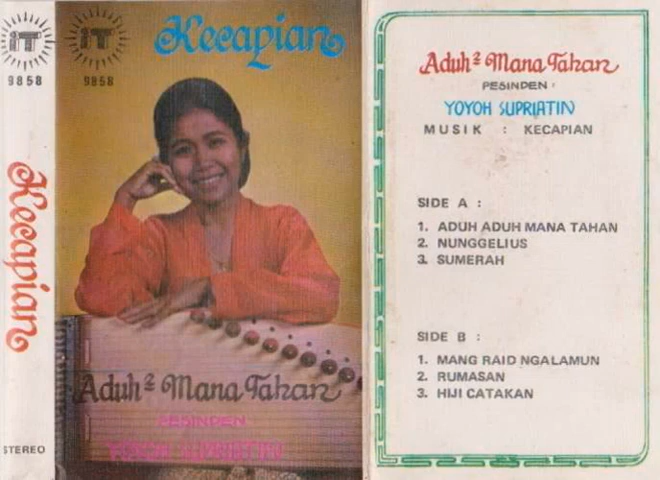 iT
9858
Kecapian
STEREO
iT
9858
Kecapian
Aduh² Mana Tahan
PESINDEN
YOYOH SUPRIATIN
Aduh² Mana Tahan
PESINDEN :
YOYOH SUPRIATIN
MUSIK : KECAPIAN
SIDE A :
1. ADUH ADUH MANA TAHAN
2. NUNGGELIUS
3. SUMERAH
SIDE B :
1. MANG RAID NGALAMUN
2. RUMASAN
3. HIJI CATAKAN